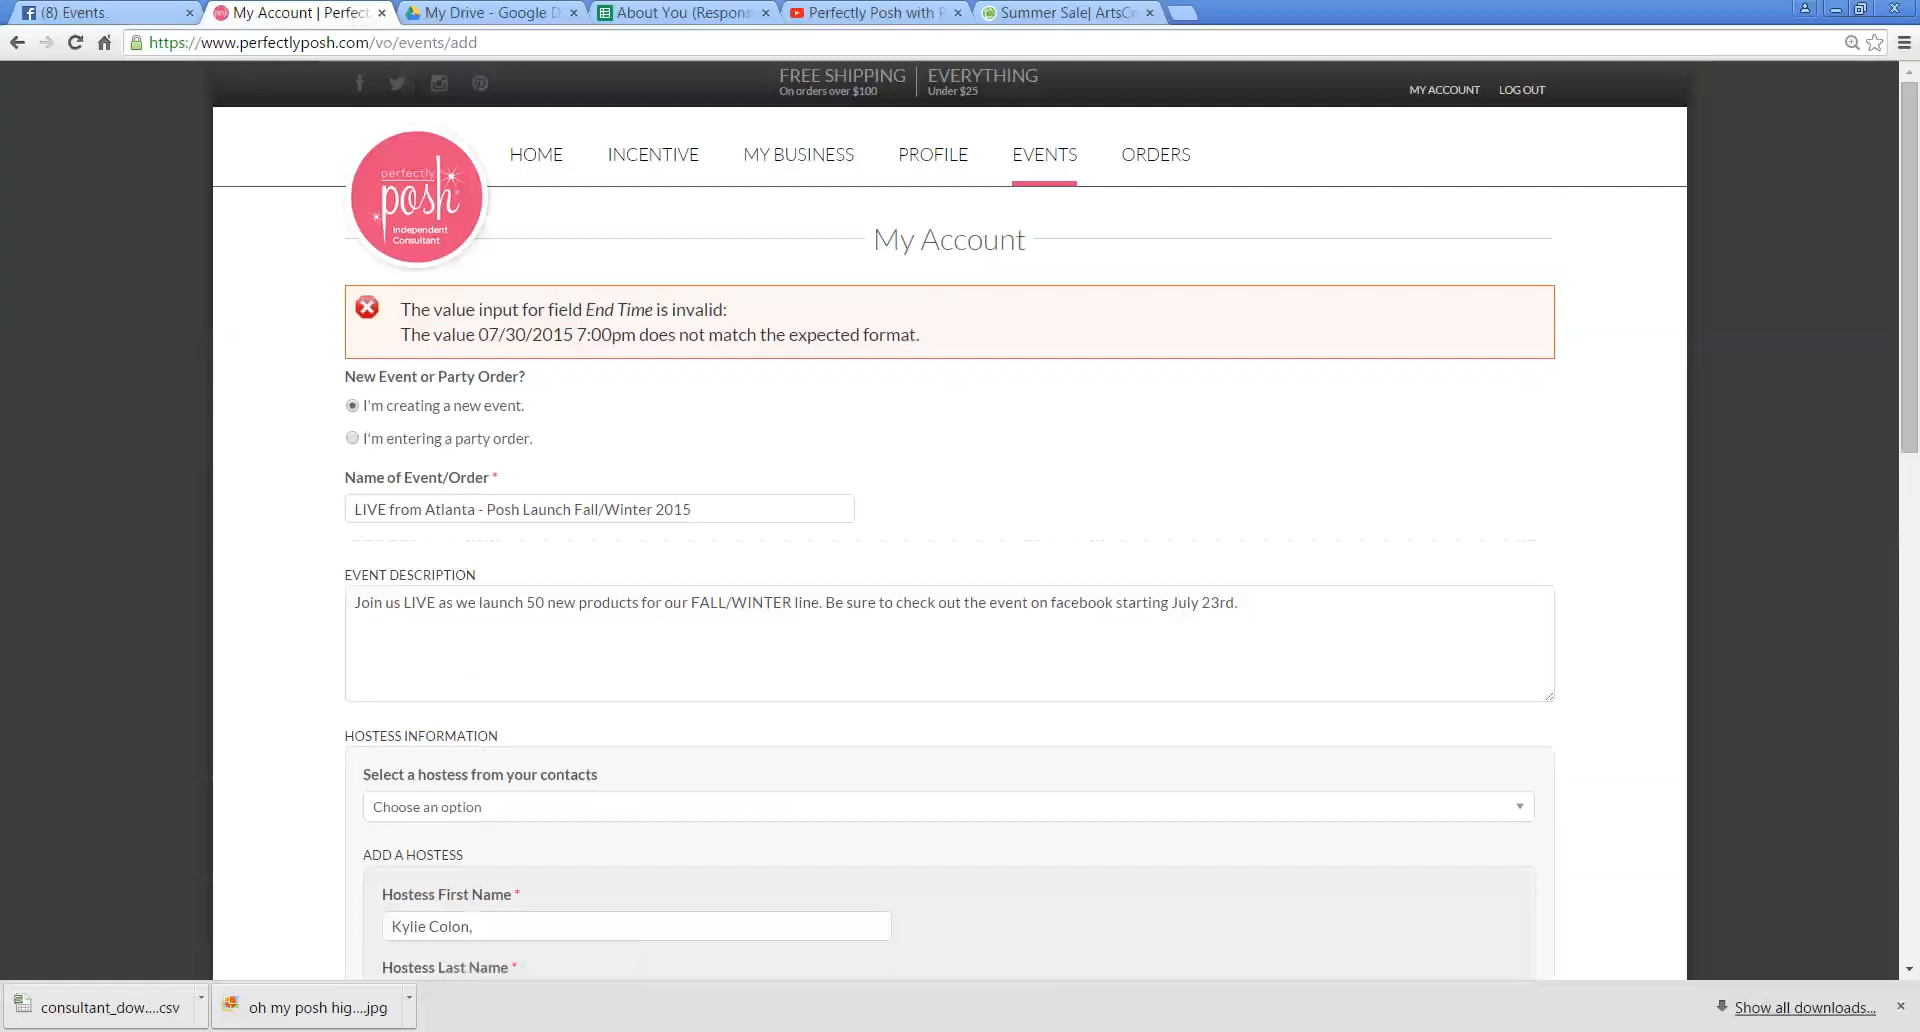 (8) Events
My Account | Perfect
My Drive - Google D
About You (Respon
Perfectly Posh with
Summer Sale| ArtsCo
https://www.perfectlyposh.com/vo/events/add
FREE SHIPPING
On orders over $100
EVERYTHING
Under $25
MY ACCOUNT
LOG OUT
perfectly
posh
Independent
Consultant
HOME
INCENTIVE
MY BUSINESS
PROFILE
EVENTS
ORDERS
My Account
The value input for field End Time is invalid:
The value 07/30/2015 7:00pm does not match the expected format.
New Event or Party Order?
I'm creating a new event.
I'm entering a party order.
Name of Event/Order *
LIVE from Atlanta - Posh Launch Fall/Winter 2015
EVENT DESCRIPTION
Join us LIVE as we launch 50 new products for our FALL/WINTER line. Be sure to check out the event on facebook starting July 23rd.
HOSTESS INFORMATION
Select a hostess from your contacts
Choose an option
ADD A HOSTESS
Hostess First Name *
Kylie Colon,
Hostess Last Name *
consultant_dow....csv
oh my posh hig....jpg
Show all downloads...